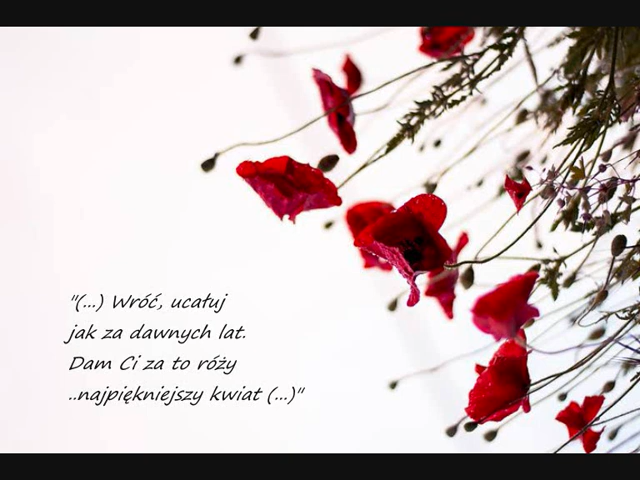 "(...) Wróć, ucałuj
jak za dawnych lat.
Dam Ci za to róży
..najpiękniejszy kwiat (...)"